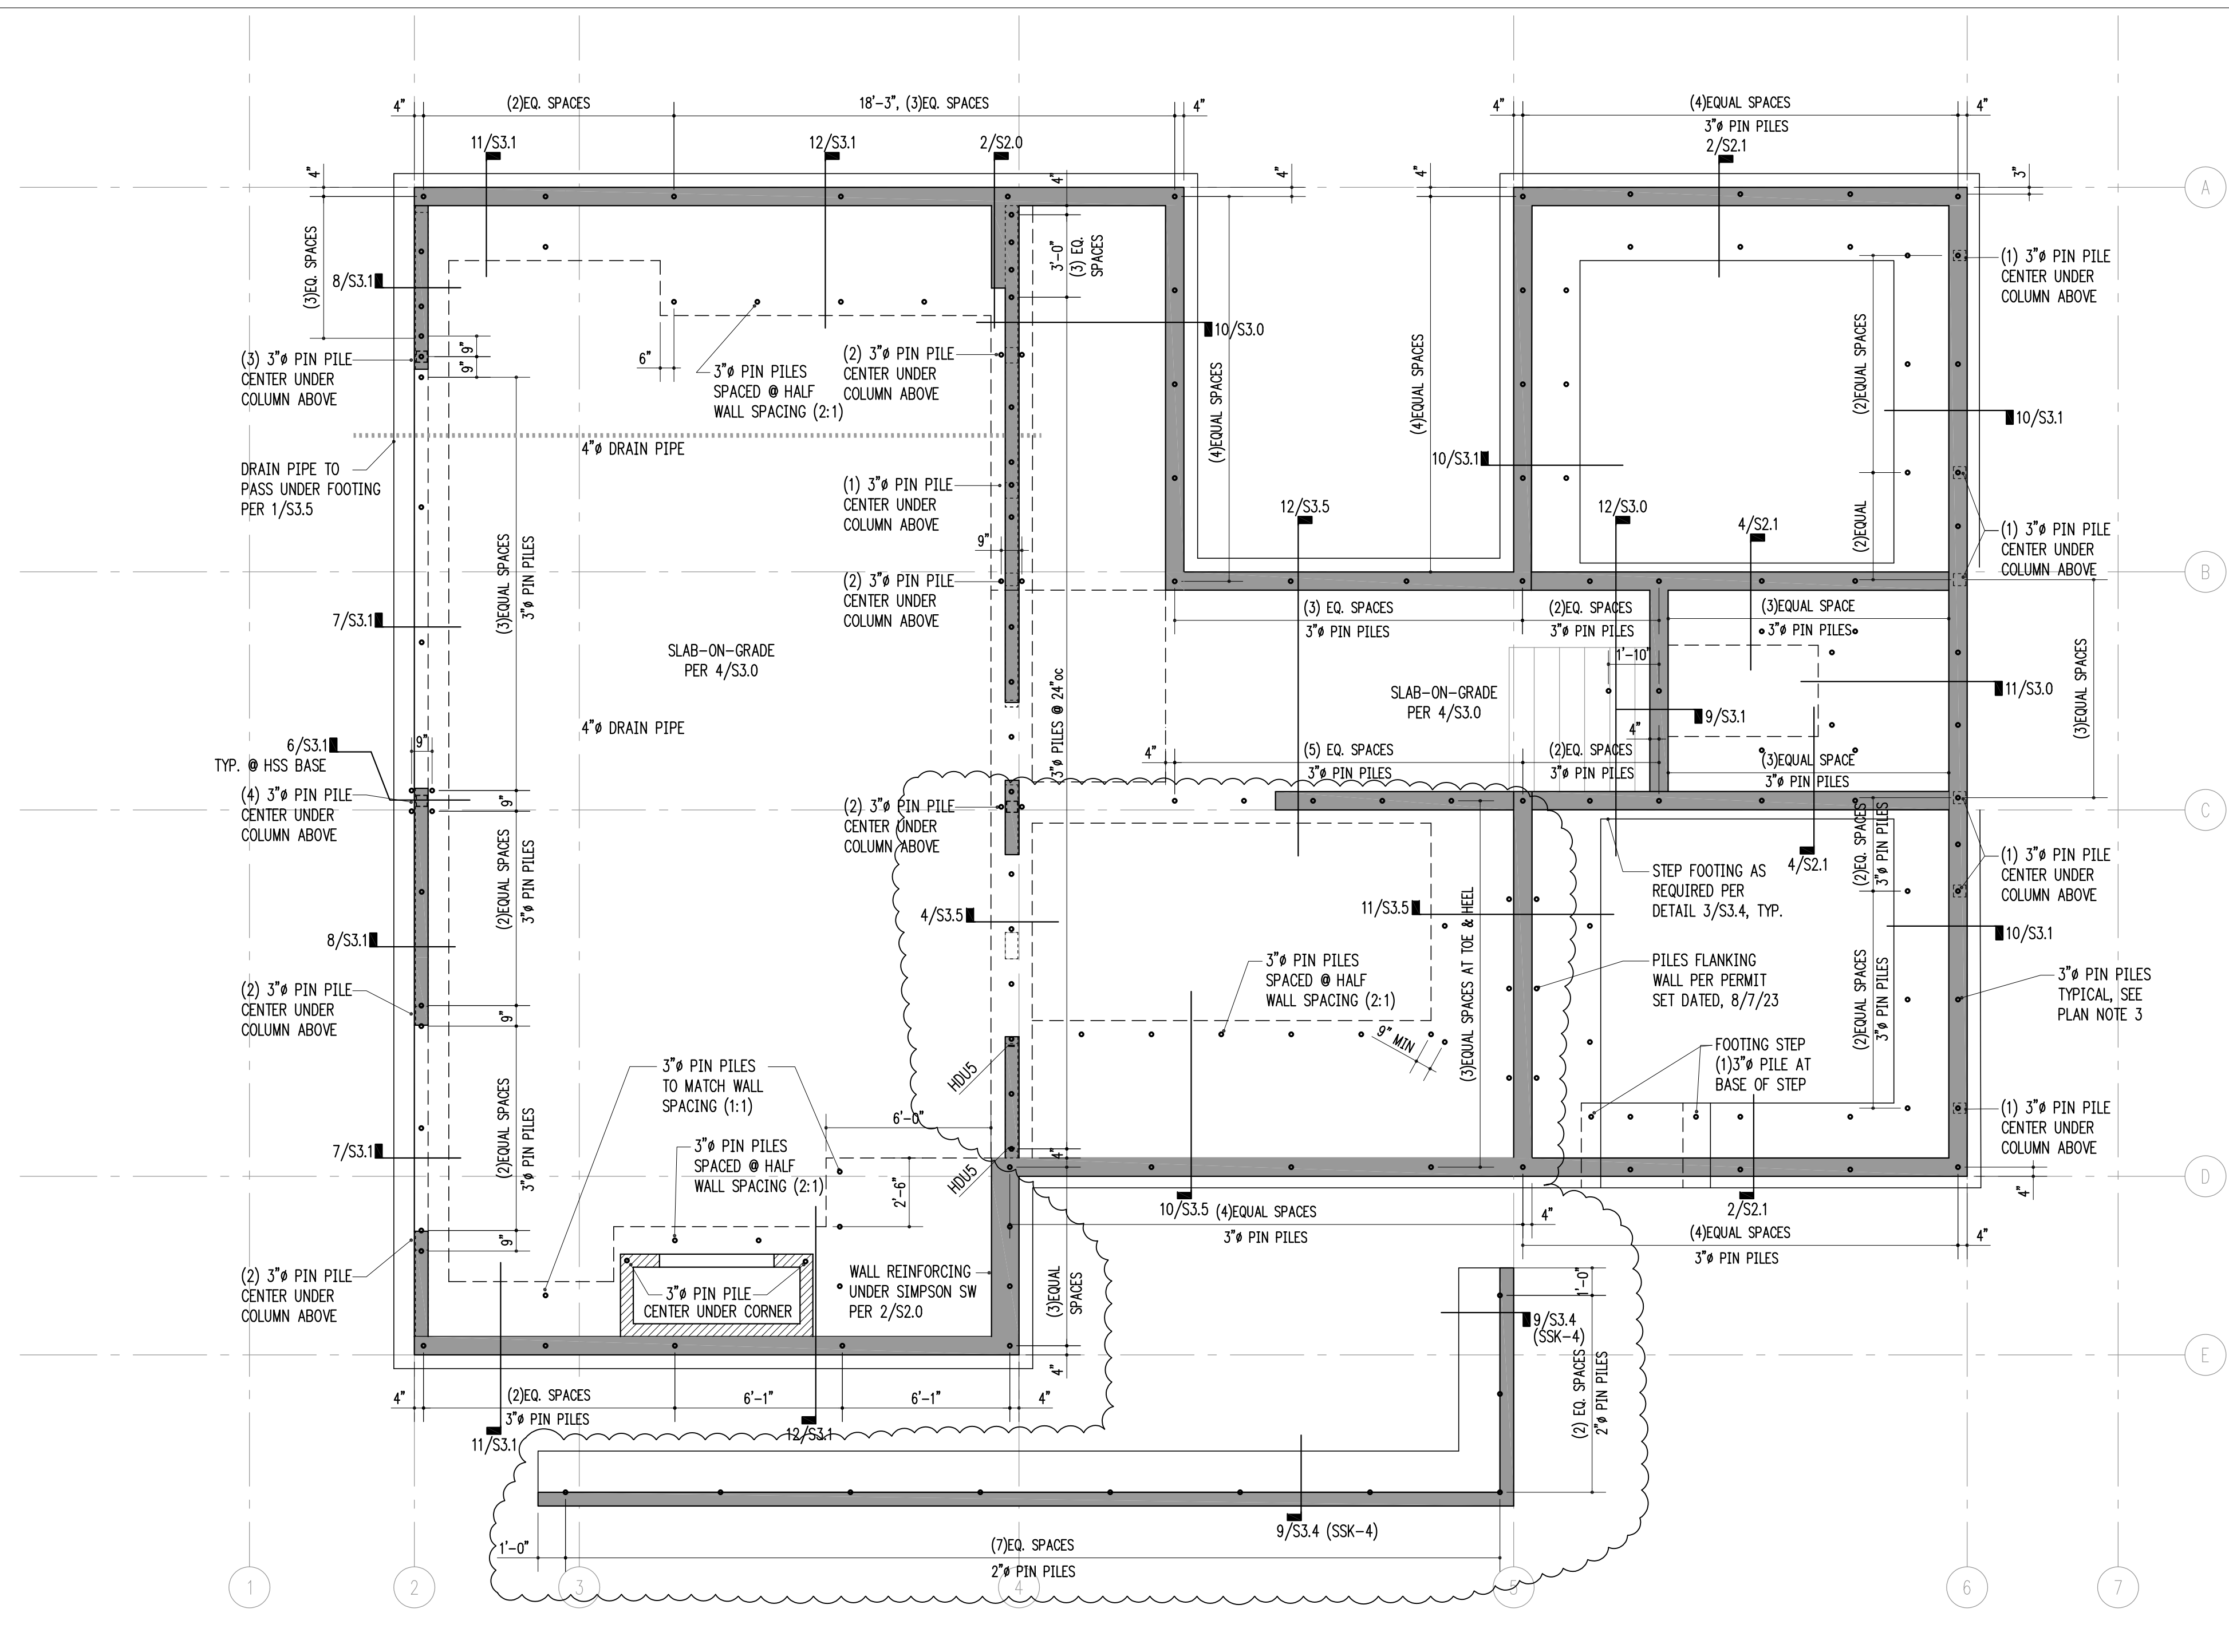 4"
(2)EQ. SPACES
18'-3", (3)EQ. SPACES
4"
4"
(4)EQUAL SPACES
3"ø PIN PILES
4"
11/S3.1
12/S3.1
2/S2.0
2/S2.1
4"
4"
4"
4"
3"
A
(3)EQ. SPACES
8/S3.1
3'-0"
(3) EQ.
SPACES
(1) 3"ø PIN PILE
CENTER UNDER
COLUMN ABOVE
10/S3.0
(3) 3"ø PIN PILE
CENTER UNDER
COLUMN ABOVE
9"
9"
6"
3"ø PIN PILES
SPACED @ HALF
WALL SPACING (2:1)
(2) 3"ø PIN PILE
CENTER UNDER
COLUMN ABOVE
(4)EQUAL SPACES
(4)EQUAL SPACES
(2)EQUAL SPACES
10/S3.1
4"ø DRAIN PIPE
DRAIN PIPE TO
PASS UNDER FOOTING
PER 1/S3.5
(1) 3"ø PIN PILE
CENTER UNDER
COLUMN ABOVE
10/S3.1
12/S3.5
12/S3.0
4/S2.1
(2)EQUAL
(1) 3"ø PIN PILE
CENTER UNDER
COLUMN ABOVE
9"
(3)EQUAL SPACES
3"ø PIN PILES
(2) 3"ø PIN PILE
CENTER UNDER
COLUMN ABOVE
B
7/S3.1
(3) EQ. SPACES
3"ø PIN PILES
(2)EQ. SPACES
3"ø PIN PILES
(3)EQUAL SPACE
3"ø PIN PILES
SLAB-ON-GRADE
PER 4/S3.0
1'-10"
3"ø PILES @ 24"oc
SLAB-ON-GRADE
PER 4/S3.0
11/S3.0
(3)EQUAL SPACES
9/S3.1
4"ø DRAIN PIPE
4"
6/S3.1
TYP. @ HSS BASE
9"
4"
(5) EQ. SPACES
3"ø PIN PILES
(2)EQ. SPACES
3"ø PIN PILES
(3)EQUAL SPACE
3"ø PIN PILES
(4) 3"ø PIN PILE
CENTER UNDER
COLUMN ABOVE
9"
(2) 3"ø PIN PILE
CENTER UNDER
COLUMN ABOVE
C
(2)EQUAL SPACES
3"ø PIN PILES
(2)EQ. SPACES
3"ø PIN PILES
4/S2.1
(1) 3"ø PIN PILE
CENTER UNDER
COLUMN ABOVE
STEP FOOTING AS
REQUIRED PER
DETAIL 3/S3.4, TYP.
4/S3.5
11/S3.5
(3)EQUAL SPACES AT TOE & HEEL
8/S3.1
10/S3.1
3"ø PIN PILES
SPACED @ HALF
WALL SPACING (2:1)
PILES FLANKING
WALL PER PERMIT
SET DATED, 8/7/23
(2)EQUAL SPACES
3"ø PIN PILES
3"ø PIN PILES
TYPICAL, SEE
PLAN NOTE 3
(2) 3"ø PIN PILE
CENTER UNDER
COLUMN ABOVE
9"
9" MIN
FOOTING STEP
(1)3"ø PILE AT
BASE OF STEP
3"ø PIN PILES
TO MATCH WALL
SPACING (1:1)
HDU5
(2)EQUAL SPACES
3"ø PIN PILES
6'-0"
(1) 3"ø PIN PILE
CENTER UNDER
COLUMN ABOVE
7/S3.1
3"ø PIN PILES
SPACED @ HALF
WALL SPACING (2:1)
4"
HDU5
D
2'-6"
4"
10/S3.5
(4)EQUAL SPACES
3"ø PIN PILES
4"
2/S2.1
(4)EQUAL SPACES
3"ø PIN PILES
4"
9"
(2) 3"ø PIN PILE
CENTER UNDER
COLUMN ABOVE
3"ø PIN PILE
CENTER UNDER CORNER
WALL REINFORCING
UNDER SIMPSON SW
PER 2/S2.0
(3)EQUAL
SPACES
1'-0"
9/S3.4
(SSK-4)
E
4"
(2) EQ. SPACES
2"ø PIN PILES
4"
(2)EQ. SPACES
3"ø PIN PILES
6'-1"
6'-1"
4"
11/S3.1
12/S3.1
9/S3.4 (SSK-4)
1'-0"
(7)EQ. SPACES
2"ø PIN PILES
1
2
3
4
5
6
7